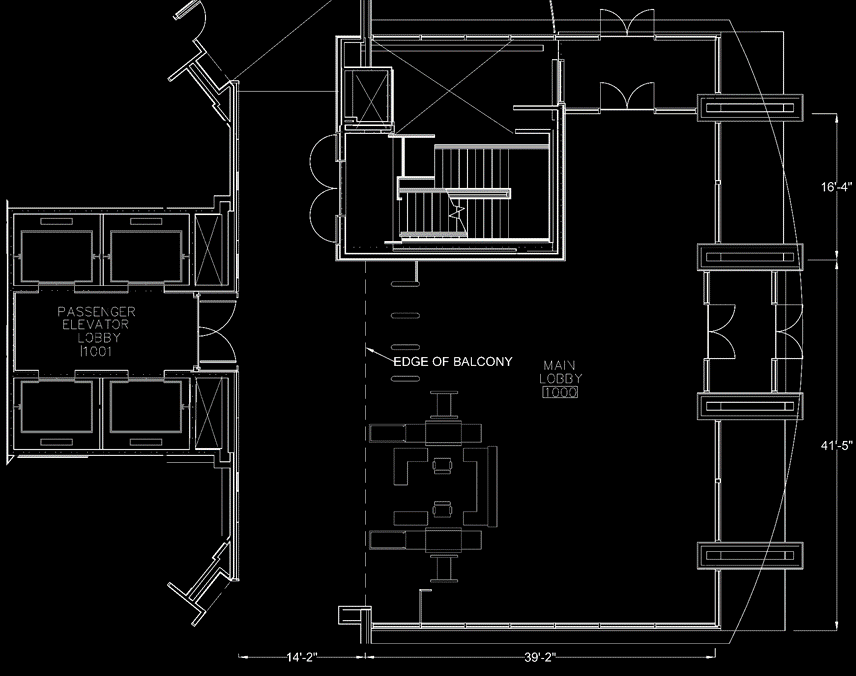 16'-4"
PASSENGER
ELEVATOR
LOBBY
1001
EDGE OF BALCONY
MAIN
LOBBY
1000
41'-5"
14'-2"
39'-2"